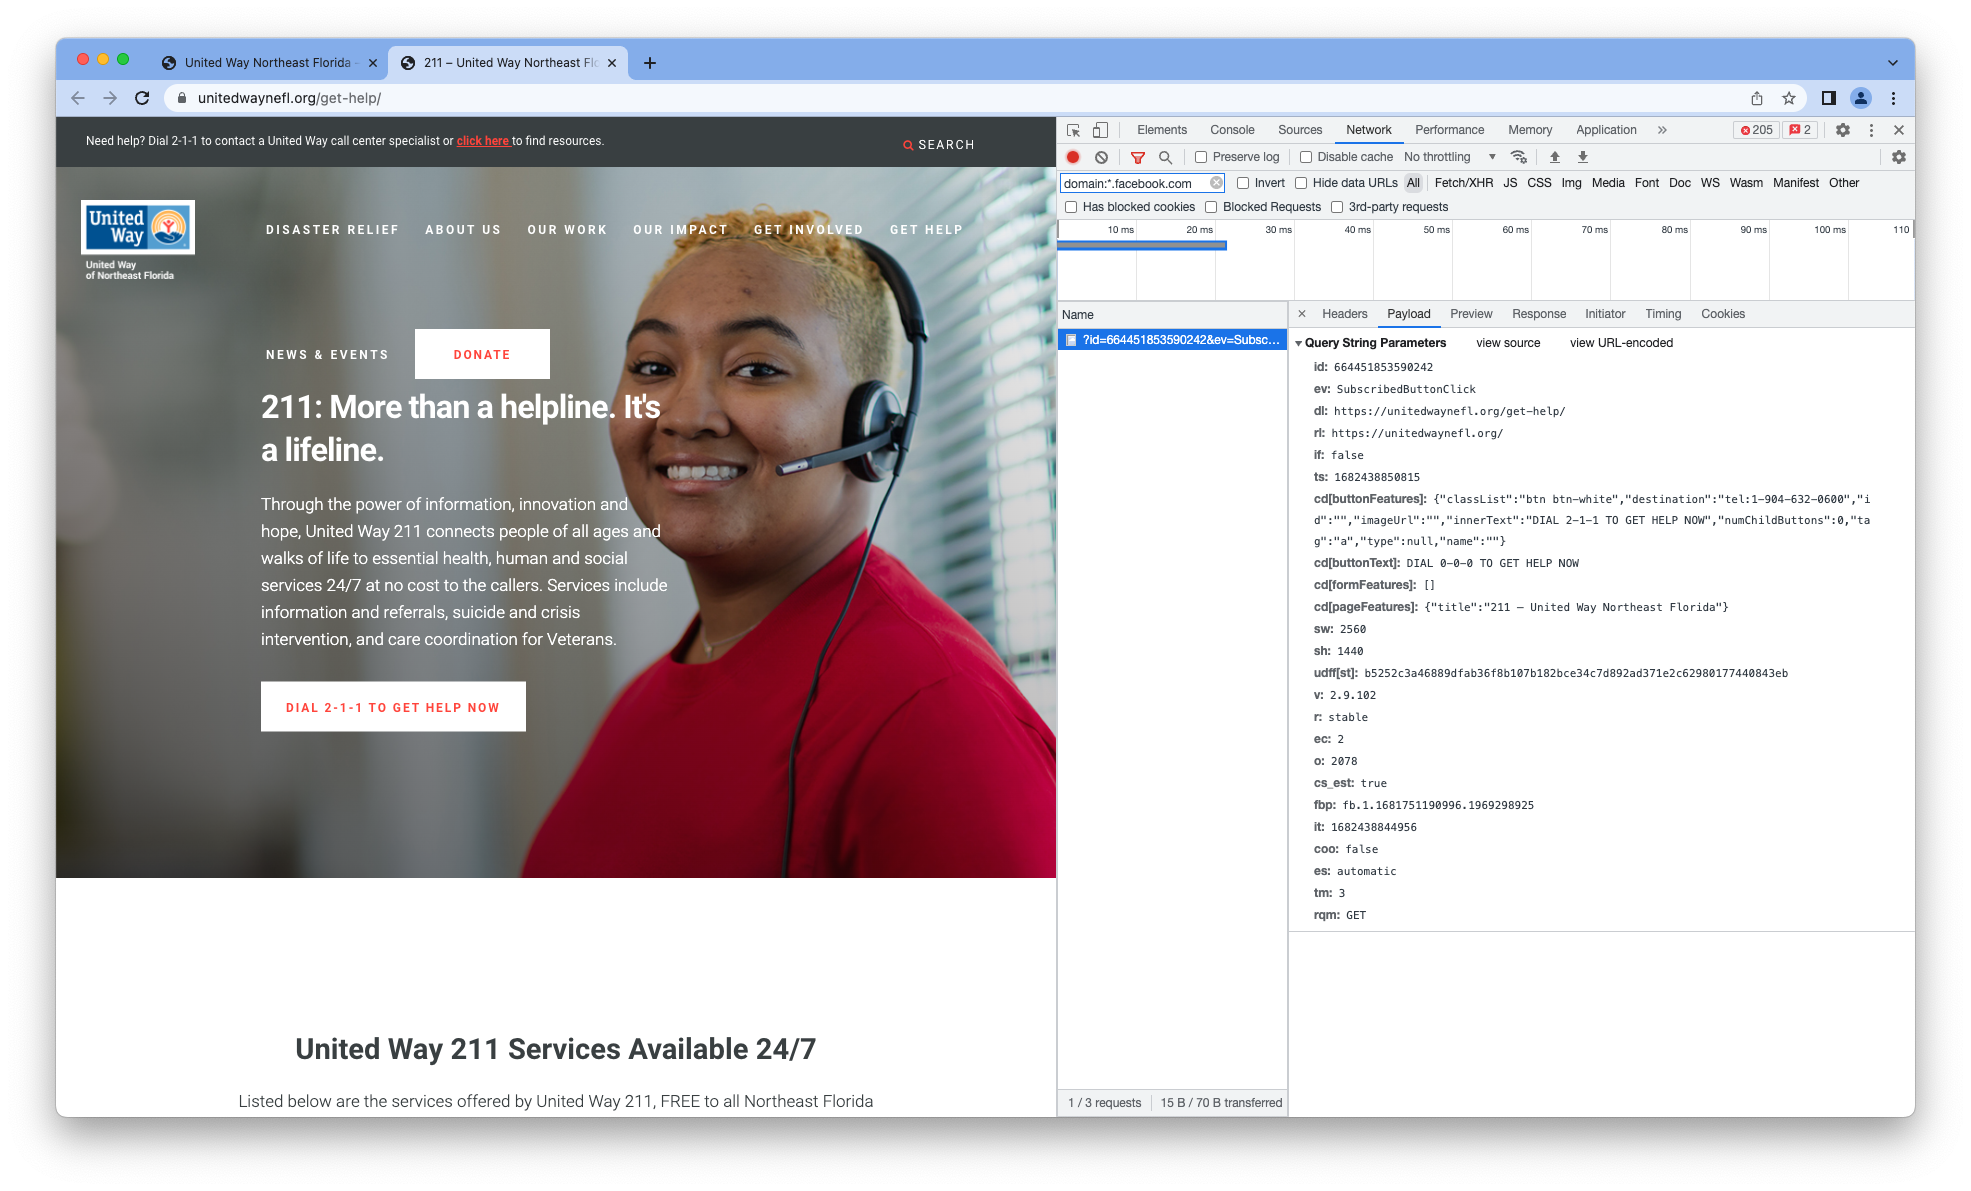 United Way Northeast Florida -
211 – United Way Northeast Flo
unitedwaynefl.org/get-help/
Need help? Dial 2-1-1 to contact a United Way call center specialist or click here to find resources.
SEARCH
United Way
United Way
of Northeast Florida
DISASTER RELIEF ABOUT US OUR WORK OUR IMPACT GET INVOLVED GET HELP
NEWS & EVENTS DONATE
211: More than a helpline. It's
a lifeline.
Through the power of information, innovation and
hope, United Way 211 connects people of all ages and
walks of life to essential health, human and social
services 24/7 at no cost to the callers. Services include
information and referrals, suicide and crisis
intervention, and care coordination for Veterans.
DIAL 2-1-1 TO GET HELP NOW
United Way 211 Services Available 24/7
Listed below are the services offered by United Way 211, FREE to all Northeast Florida
Elements Console Sources Network Performance Memory Application » 205 2
Preserve log Disable cache No throttling
domain:*.facebook.com Invert Hide data URLs All Fetch/XHR JS CSS Img Media Font Doc WS Wasm Manifest Other
Has blocked cookies Blocked Requests 3rd-party requests
10 ms 20 ms 30 ms 40 ms 50 ms 60 ms 70 ms 80 ms 90 ms 100 ms 110
Name
?id=664451853590242&ev=Subsc...
1 / 3 requests 15 B / 70 B transferred
Headers Payload Preview Response Initiator Timing Cookies
Query String Parameters view source view URL-encoded
id: 664451853590242
ev: SubscribedButtonClick
dl: https://unitedwaynefl.org/get-help/
rl: https://unitedwaynefl.org/
if: false
ts: 1682438850815
cd[buttonFeatures]: {"classList":"btn btn-white","destination":"tel:1-904-632-0600","i
d":"","imageUrl":"","innerText":"DIAL 2-1-1 TO GET HELP NOW","numChildButtons":0,"ta
g":"a","type":null,"name":""}
cd[buttonText]: DIAL 0-0-0 TO GET HELP NOW
cd[formFeatures]: []
cd[pageFeatures]: {"title":"211 – United Way Northeast Florida"}
sw: 2560
sh: 1440
udff[st]: b5252c3a46889dfab36f8b107b182bce34c7d892ad371e2c62980177440843eb
v: 2.9.102
r: stable
ec: 2
o: 2078
cs_est: true
fbp: fb.1.1681751190996.1969298925
it: 1682438844956
coo: false
es: automatic
tm: 3
rqm: GET